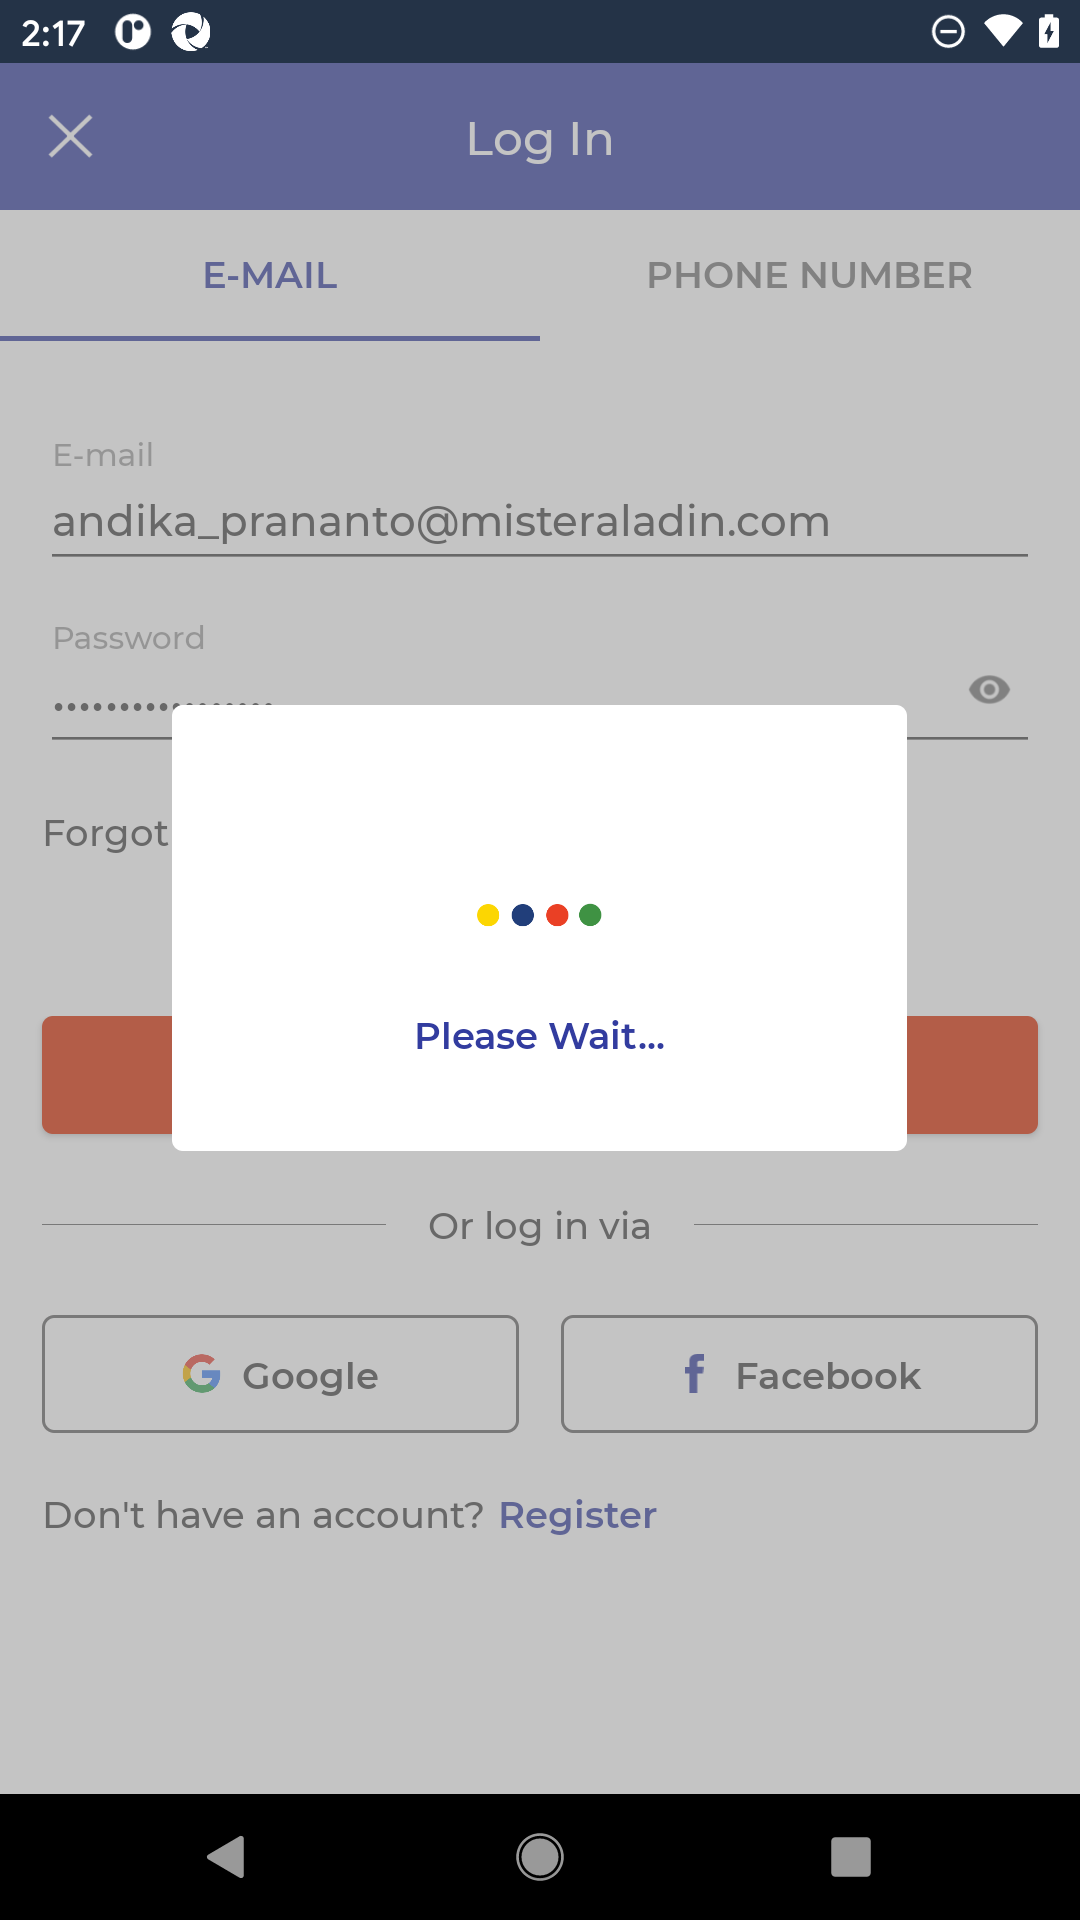 2:17
Log In
E-MAIL
PHONE NUMBER
E-mail
andika_prananto@misteraladin.com
Password
•••••••••••••••••
Forgot
Please Wait...
Or log in via
Google
Facebook
Don't have an account? Register